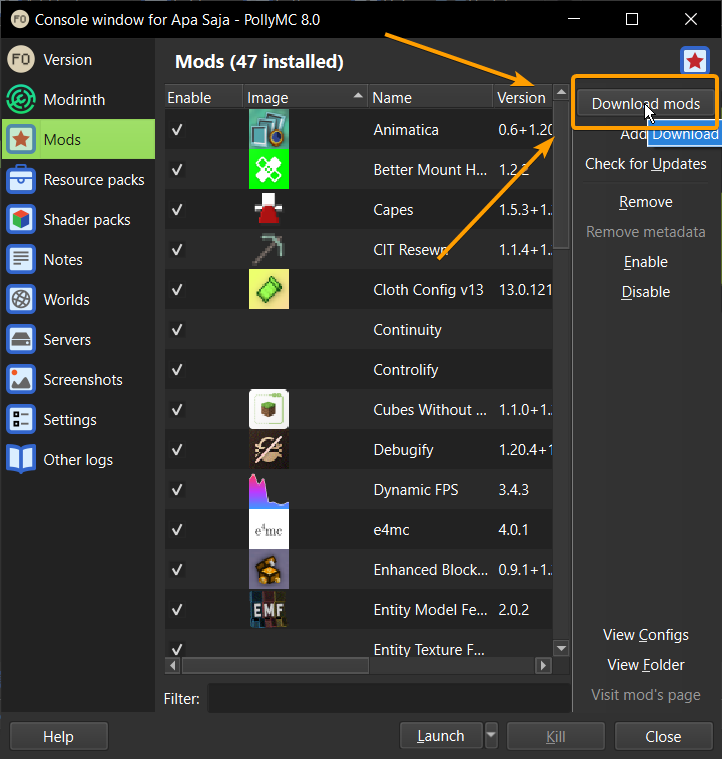 FO Console window for Apa Saja - PollyMC 8.0
FO Version
Modrinth
Mods
Resource packs
Shader packs
Notes
Worlds
Servers
Screenshots
Settings
Other logs
Mods (47 installed)
Enable Image Name Version
Animatica 0.6+1.20
Better Mount H... 1.2.2
Capes 1.5.3+1.
CIT Resewn 1.1.4+1.
Cloth Config v13 13.0.121
Continuity
Controlify
Cubes Without ... 1.1.0+1.
Debugify 1.20.4+1
Dynamic FPS 3.4.3
e4mc e4mc 4.0.1
Enhanced Block... 0.9.1+1.
EMF Entity Model Fe... 2.0.2
Entity Texture F...
Filter:
Download mods
Add Download
Check for Updates
Remove
Remove metadata
Enable
Disable
View Configs
View Folder
Visit mod's page
Help
Launch
Kill
Close